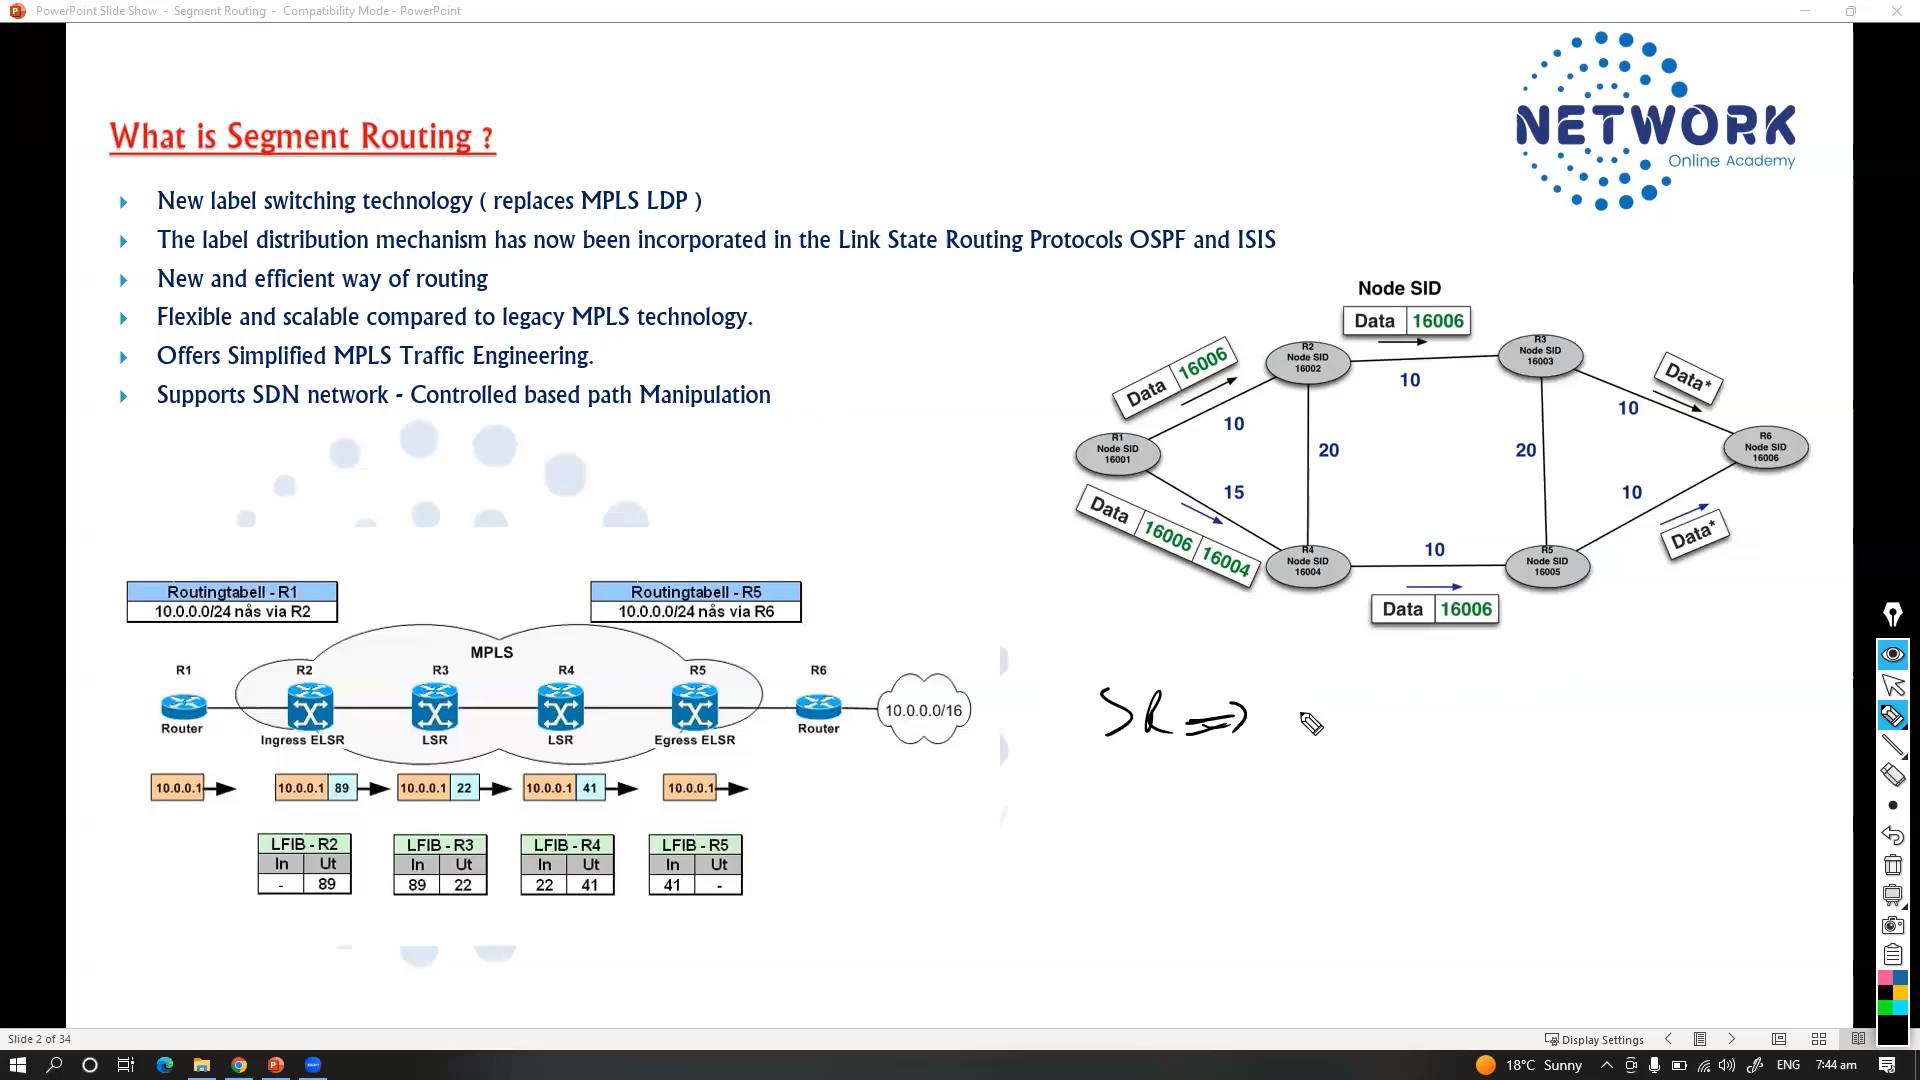 PowerPoint Slide Show - Segment Routing - Compatibility Mode - PowerPoint
NETWORK
Online Academy
What is Segment Routing ?
New label switching technology ( replaces MPLS LDP )
The label distribution mechanism has now been incorporated in the Link State Routing Protocols OSPF and ISIS
New and efficient way of routing
Flexible and scalable compared to legacy MPLS technology.
Offers Simplified MPLS Traffic Engineering.
Supports SDN network - Controlled based path Manipulation
Node SID
Data 16006
Data 16006
R2
Node SID
16002
R3
Node SID
16003
Data*
10
10
10
R1
Node SID
16001
20
20
R6
Node SID
16006
15
10
Data 16006 16004
Data*
10
R4
Node SID
16004
R5
Node SID
16005
Data 16006
Routingtabell - R1
10.0.0.0/24 nås via R2
Routingtabell - R5
10.0.0.0/24 nås via R6
MPLS
R1 R2 R3 R4 R5 R6
10.0.0.0/16
Router Ingress ELSR LSR LSR Egress ELSR Router
10.0.0.1 10.0.0.1 89 10.0.0.1 22 10.0.0.1 41 10.0.0.1
LFIB - R2
In Ut
- 89
LFIB - R3
In Ut
89 22
LFIB - R4
In Ut
22 41
LFIB - R5
In Ut
41 -
SR ⇒
Slide 2 of 34
Display Settings
18°C Sunny
ENG
7:44 am